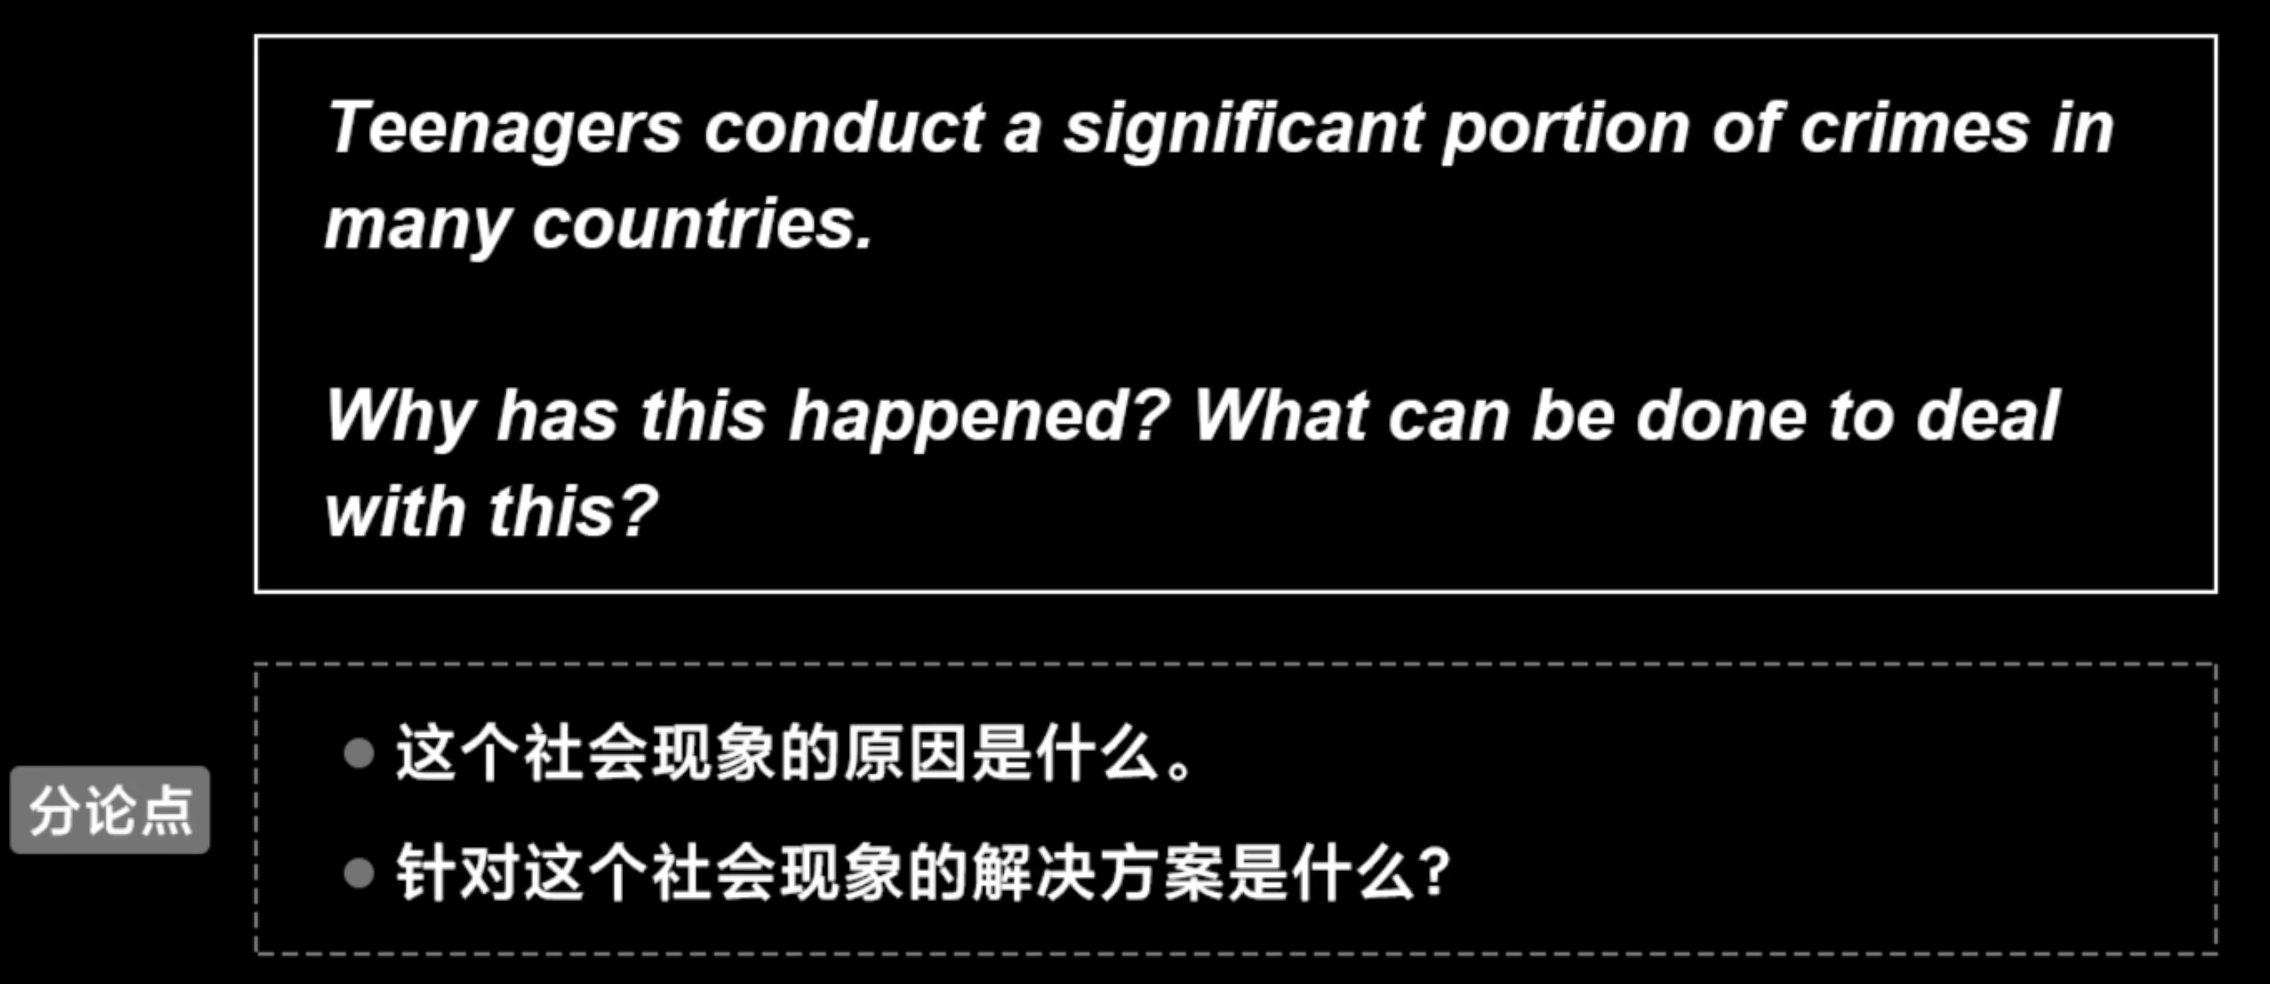 Teenagers conduct a significant portion of crimes in
many countries.
Why has this happened? What can be done to deal
with this?
分论点
这个社会现象的原因是什么。
针对这个社会现象的解决方案是什么?